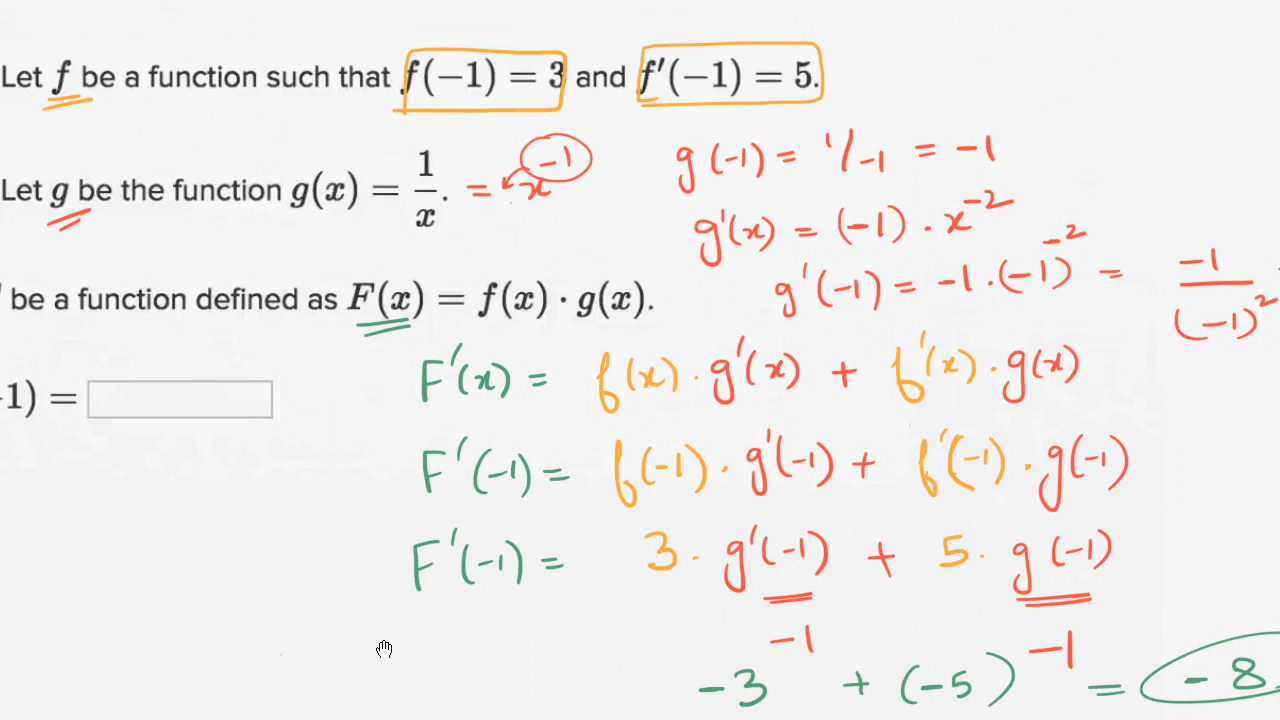 Let f be a function such that f(−1) = 3 and f′(−1) = 5.
g(-1) = 1/-1 = -1
Let g be the function g(x) = 1/x. = x^-1
g'(x) = (-1) · x^-2
g'(-1) = -1 · (-1)^-2 = -1/(-1)^2
be a function defined as F(x) = f(x) · g(x).
F'(x) = f(x) · g'(x) + f'(x) · g(x)
1) =
F'(-1) = f(-1) · g'(-1) + f'(-1) · g(-1)
F'(-1) = 3 · g'(-1) + 5 · g(-1)
-1 -1
-3 + (-5) = -8